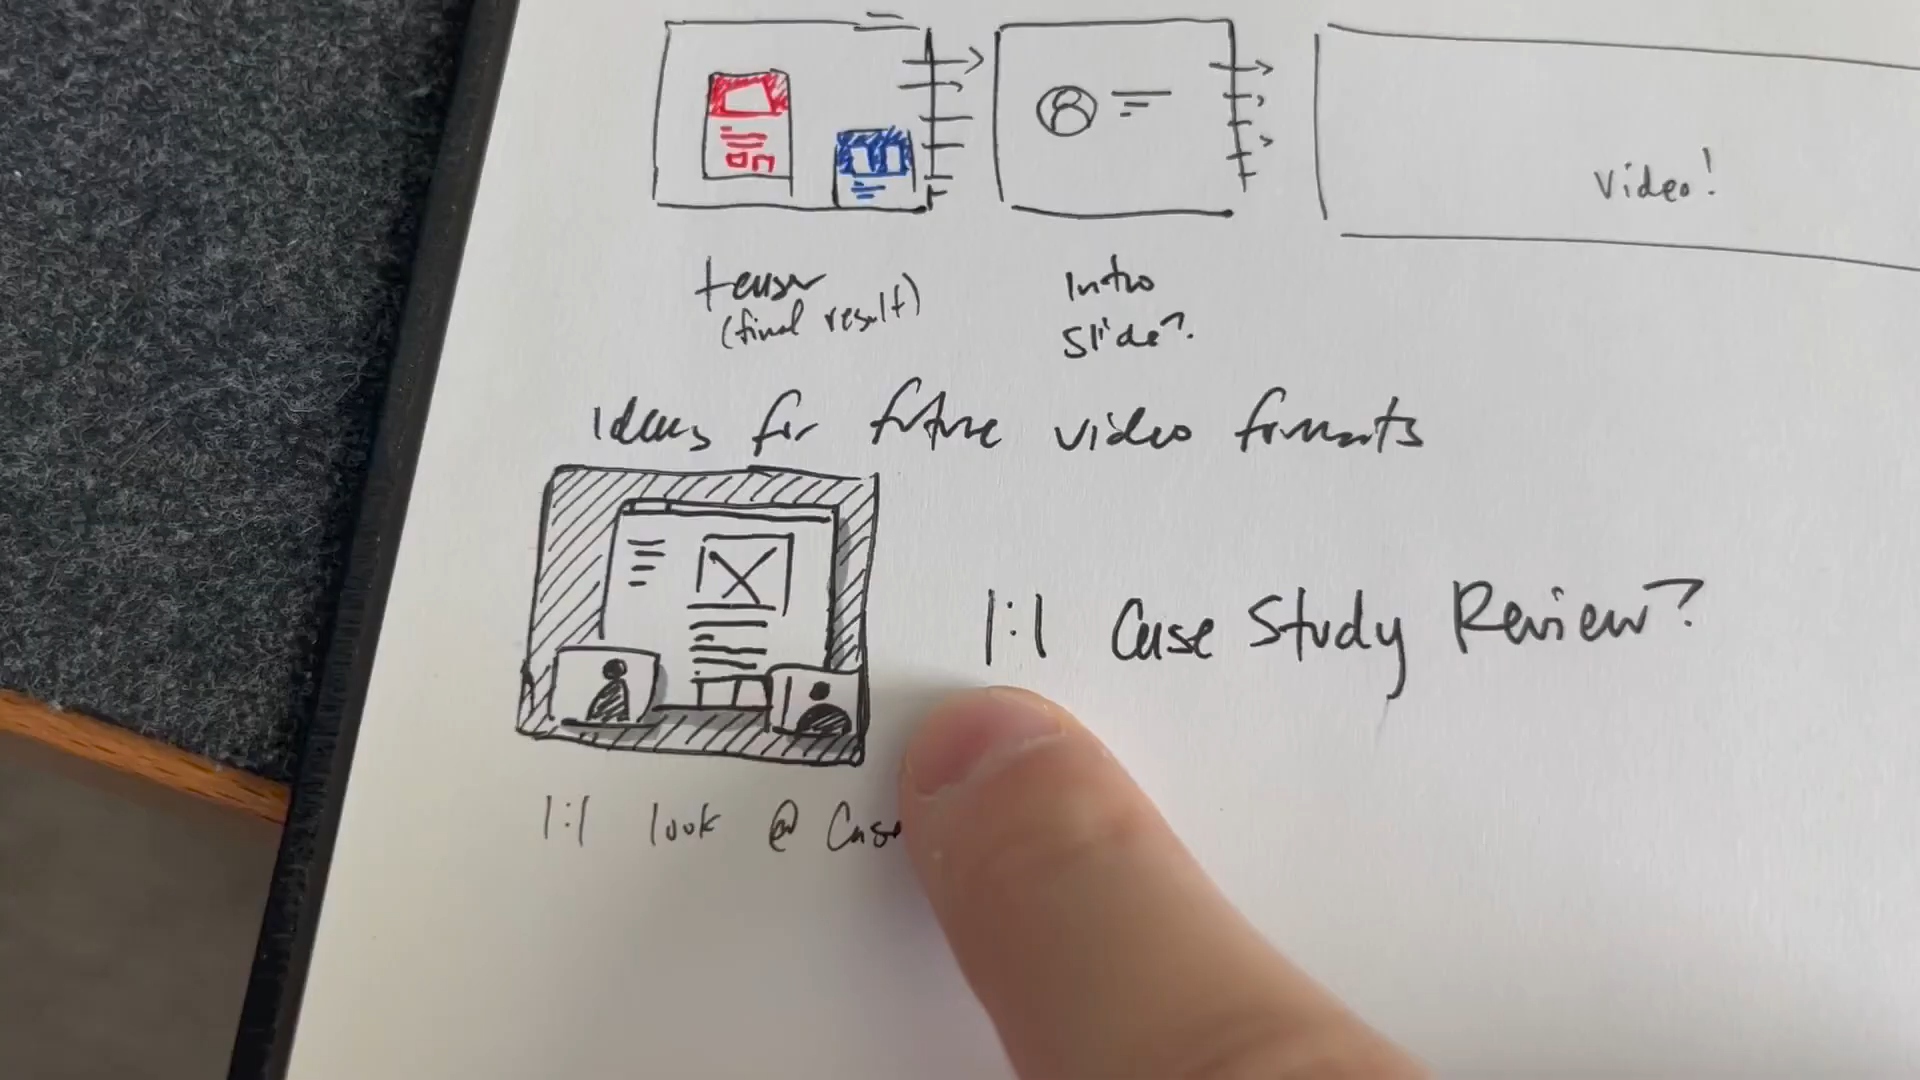 video!
teaser
(final result)
Intro
Slide?
ideas for future video formats
1:1 Case Study Review?
1:1 look @ Case